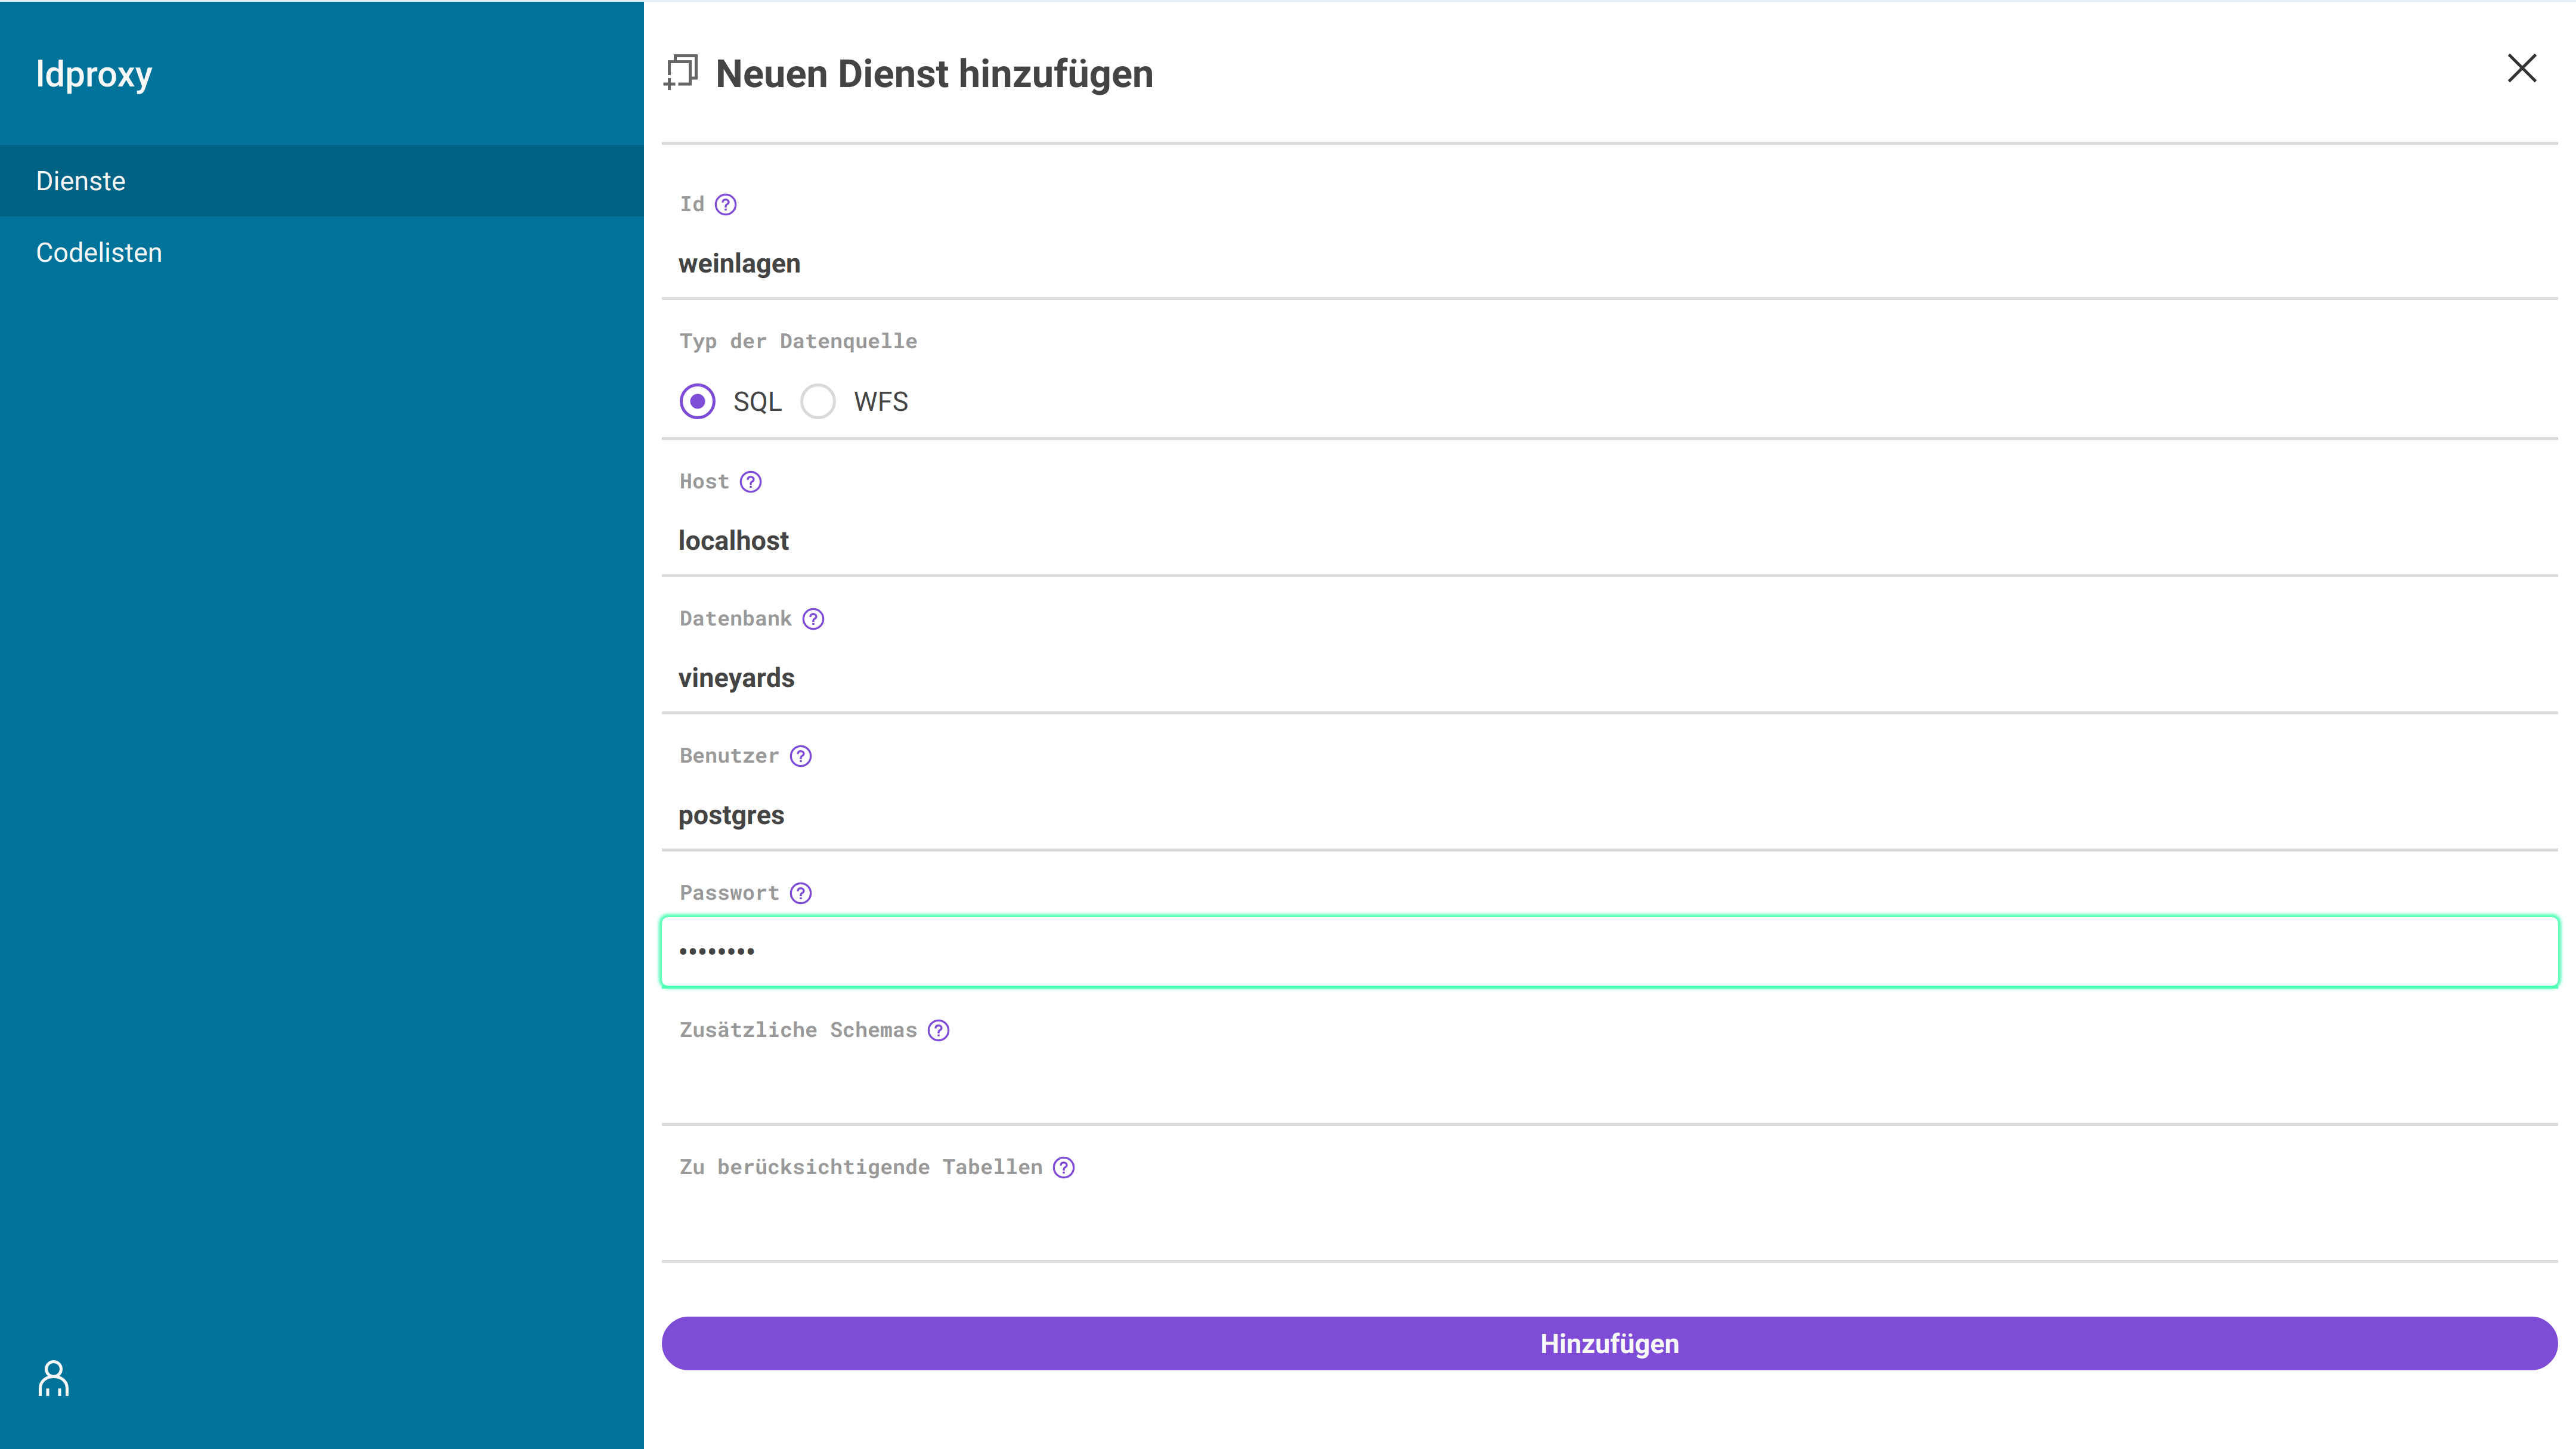 ldproxy
Neuen Dienst hinzufügen
Dienste
Codelisten
Id ?
weinlagen
Typ der Datenquelle
SQL WFS
Host ?
localhost
Datenbank ?
vineyards
Benutzer ?
postgres
Passwort ?
••••••••
Zusätzliche Schemas ?
Zu berücksichtigende Tabellen ?
Hinzufügen